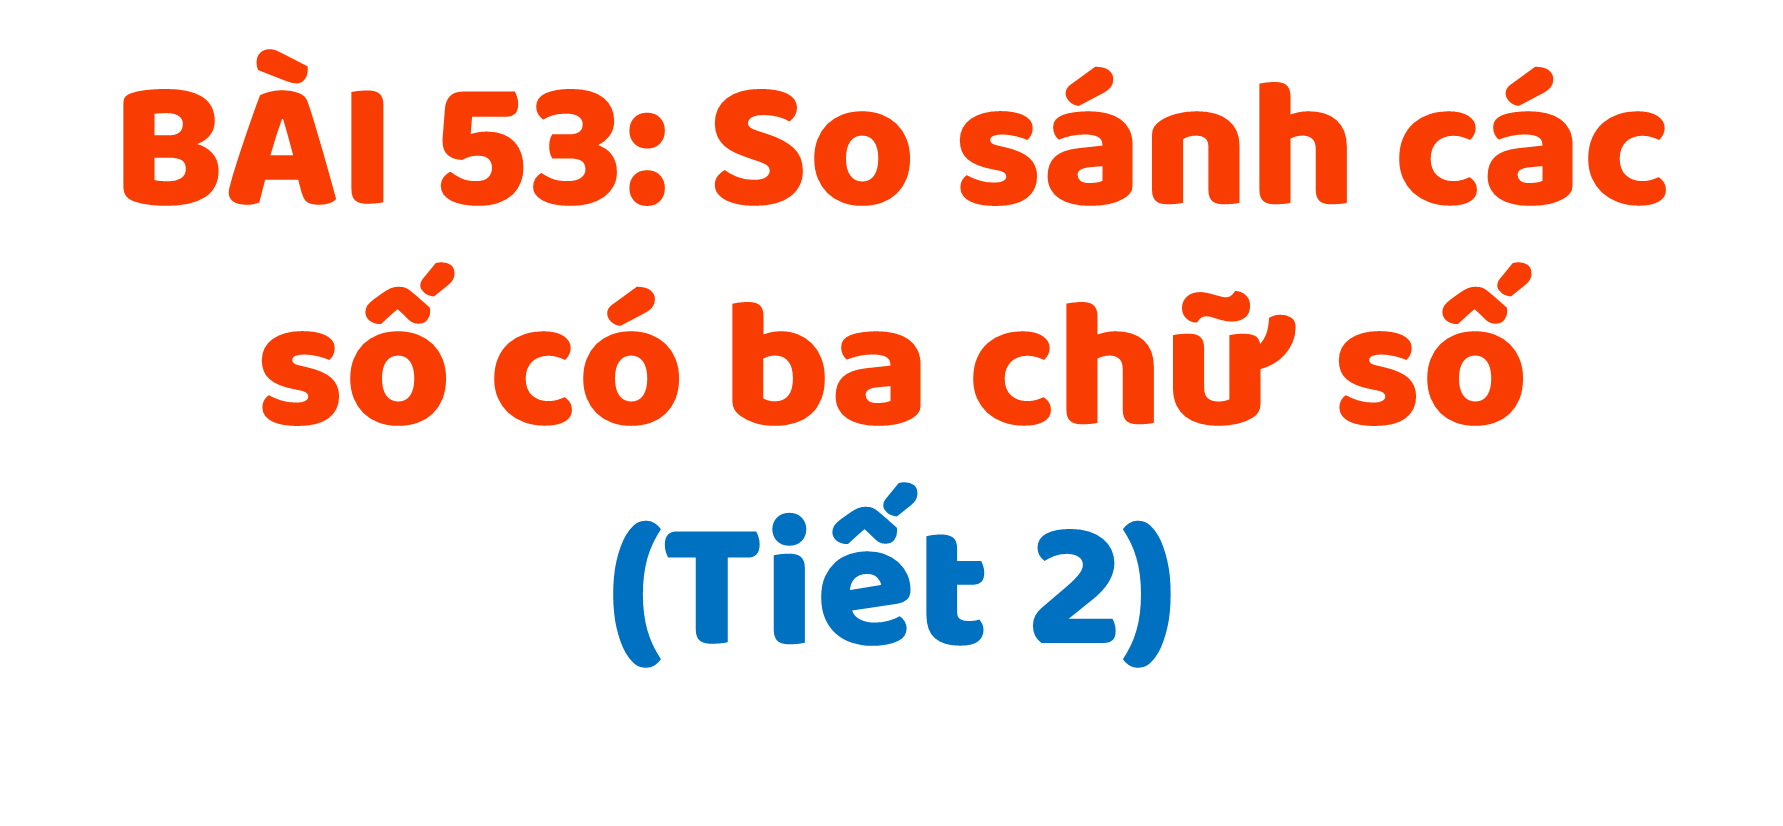 BÀI 53: So sánh các
số có ba chữ số
(Tiết 2)